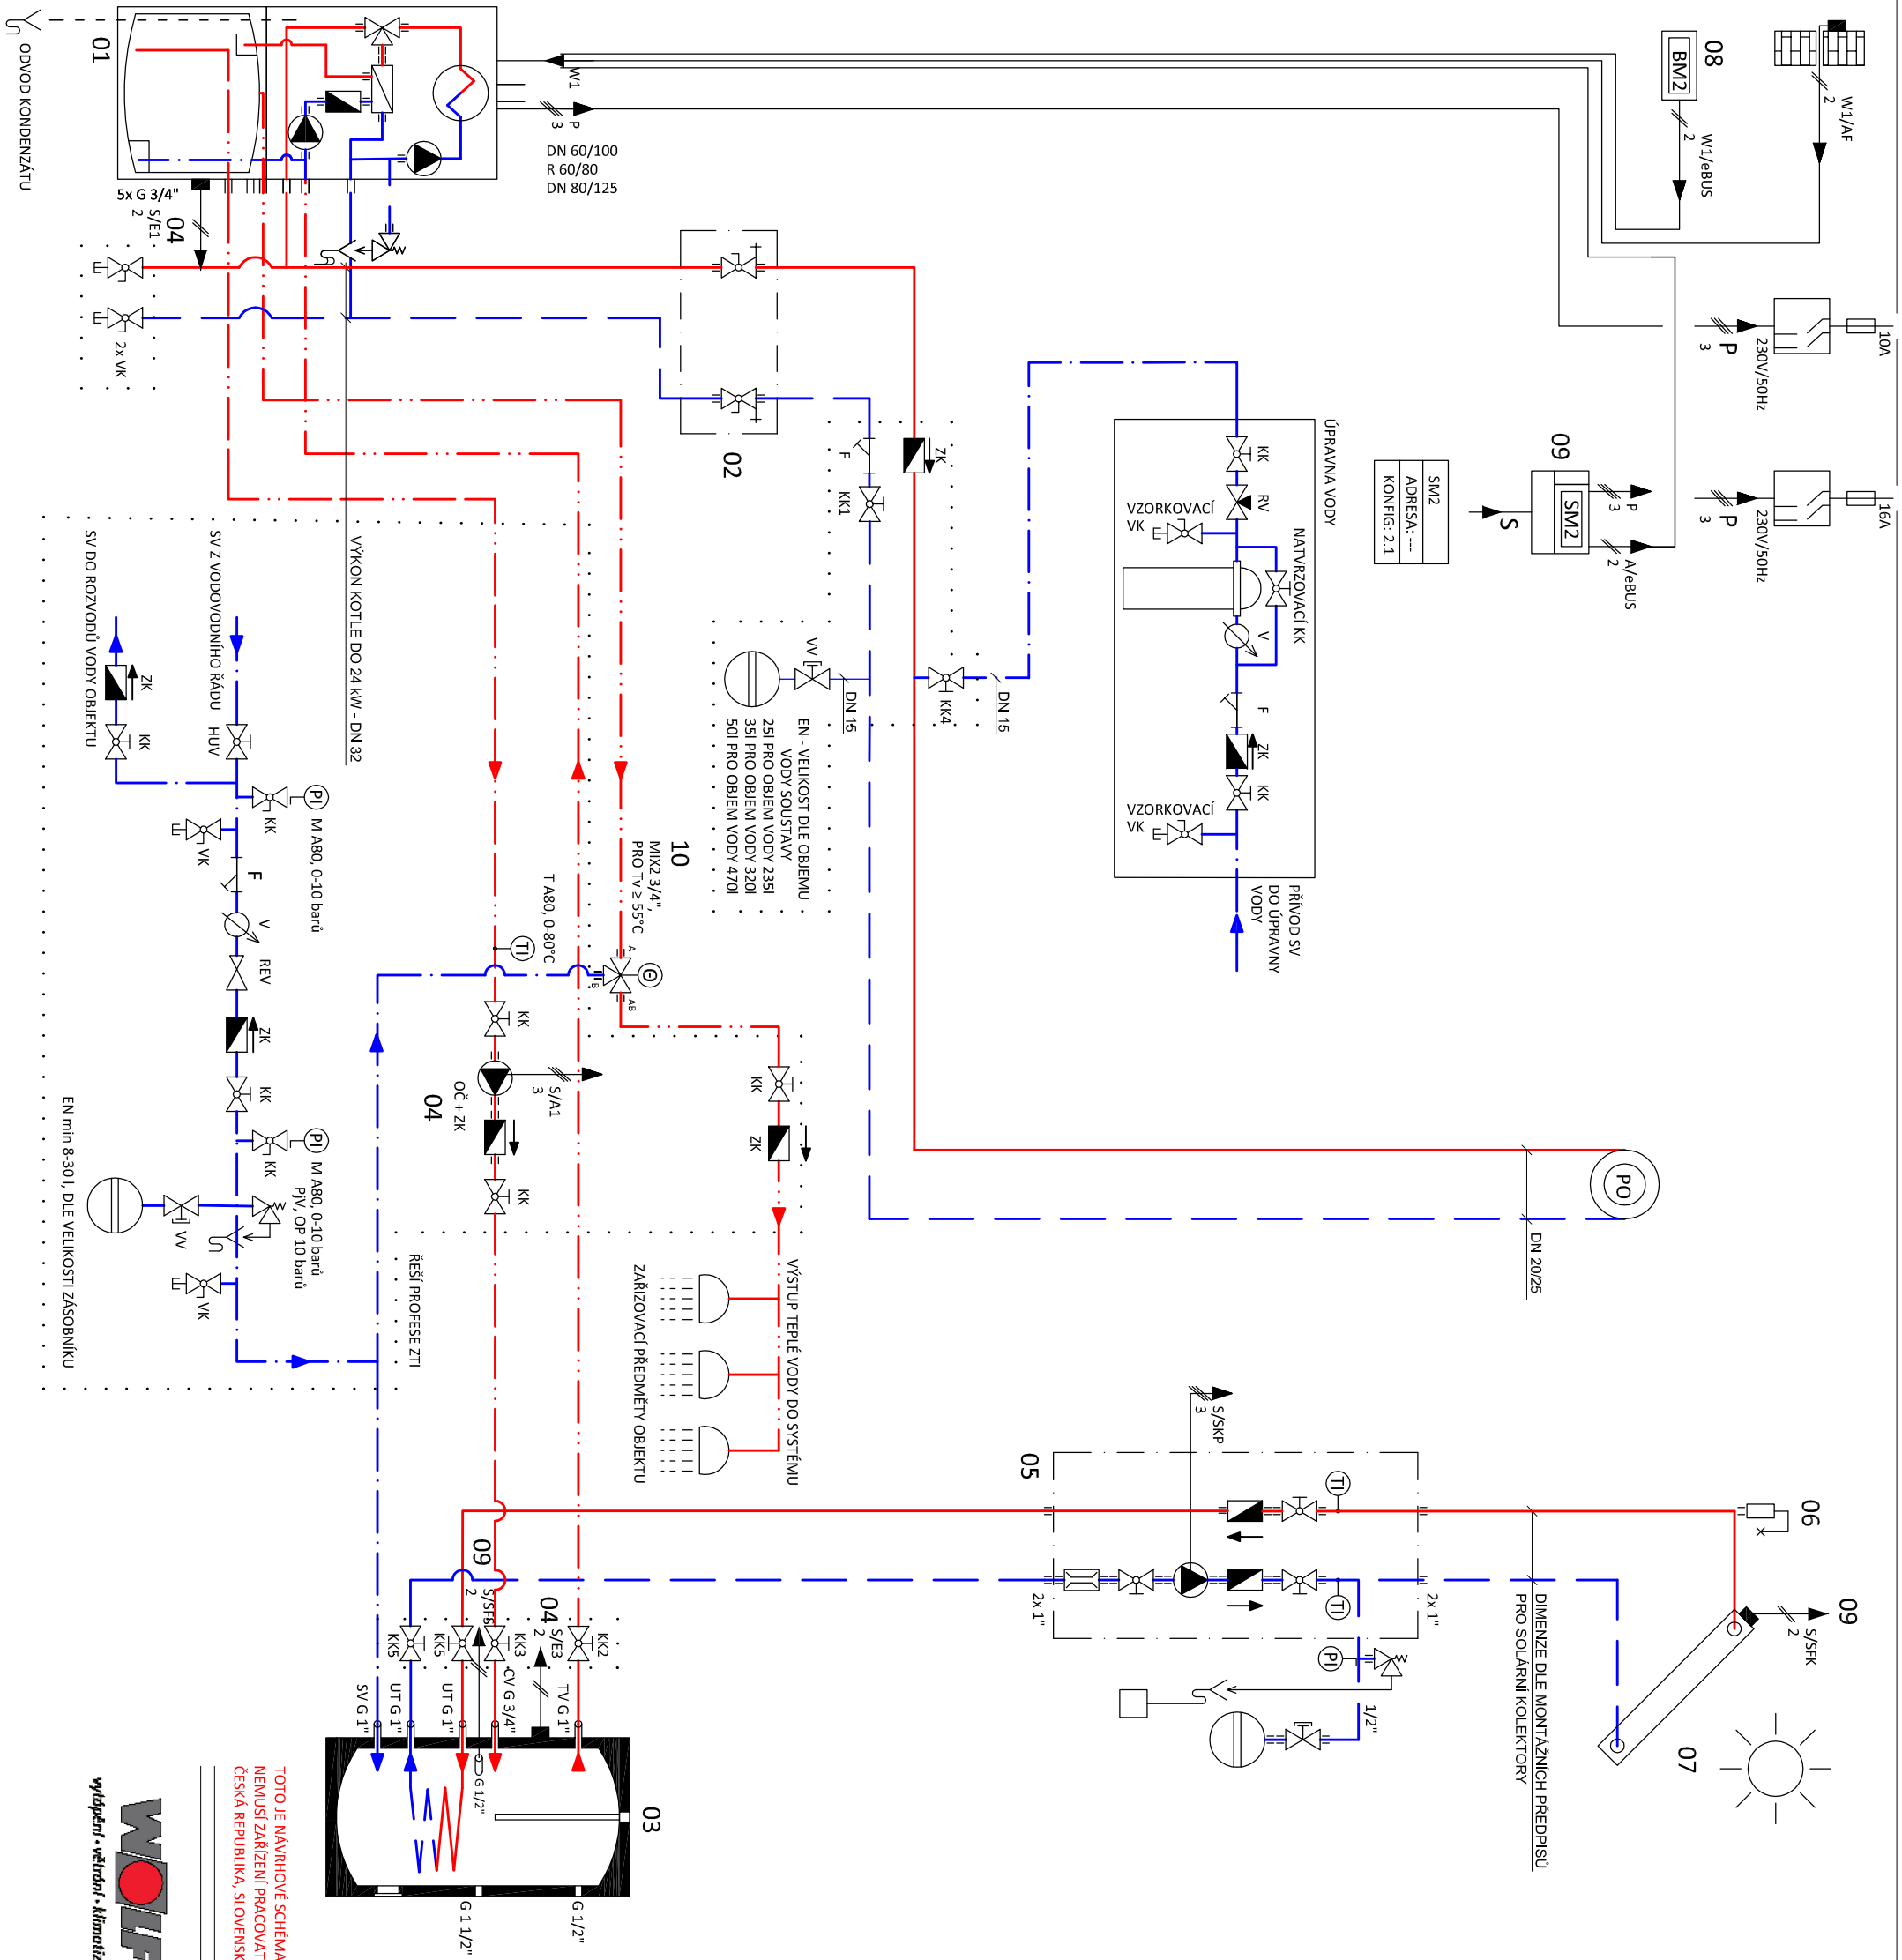 ODVOD KONDENZÁTU
01
5x G 3/4"
04
S/E1
2
W1
P
3
DN 60/100
R 60/80
DN 80/125
08
BM2
2
W1/eBUS
2
W1/AF
10A
230V/50Hz
P
3
16A
230V/50Hz
P
3
09
SM2
P
3
A/eBUS
2
S
SM2
ADRESA: ---
KONFIG: 2.1
2x VK
VÝKON KOTLE DO 24 kW - DN 32
02
ZK
F
KK1
ÚPRAVNA VODY
KK
RV
VZORKOVACÍ
VK
NATVRZOVACÍ KK
V
F
ZK
KK
VZORKOVACÍ
VK
PŘÍVOD SV
DO ÚPRAVNY
VODY
DN 15
KK4
VV
DN 15
EN - VELIKOST DLE OBJEMU
VODY SOUSTAVY
25l PRO OBJEM VODY 235l
35l PRO OBJEM VODY 320l
50l PRO OBJEM VODY 470l
10
MIX2 3/4",
PRO Tv ≥ 55°C
A
B
AB
Θ
T A80, 0-80°C
TI
KK
S/A1
3
OČ + ZK
04
KK
KK
ZK
SV Z VODOVODNÍHO ŘÁDU
HUV
SV DO ROZVODŮ VODY OBJEKTU
ZK
KK
PI
M A80, 0-10 barů
KK
VK
F
V
REV
ZK
KK
PI
M A80, 0-10 barů
PjV, OP 10 barů
KK
VV
VK
EN min 8-30 l, DLE VELIKOSTI ZÁSOBNÍKU
ŘEŠÍ PROFESE ZTI
VÝSTUP TEPLÉ VODY DO SYSTÉMU
ZAŘIZOVACÍ PŘEDMĚTY OBJEKTU
PO
DN 20/25
05
S/SKP
3
TI
TI
2x 1"
2x 1"
PI
1/2"
06
07
09
S/SFK
2
DIMENZE DLE MONTÁŽNÍCH PŘEDPISŮ
PRO SOLÁRNÍ KOLEKTORY
09
S/SFS
2
04
S/E3
2
KK5
KK5
KK3
KK2
SV G 1"
UT G 1"
UT G 1"
CV G 3/4"
TV G 1"
G 1/2"
03
G 1 1/2"
G 1/2"
TOTO JE NÁVRHOVÉ SCHÉMA
NEMUSÍ ZAŘÍZENÍ PRACOVAT
ČESKÁ REPUBLIKA, SLOVENSK
WOLF
vytápění • větrání • klimatiz